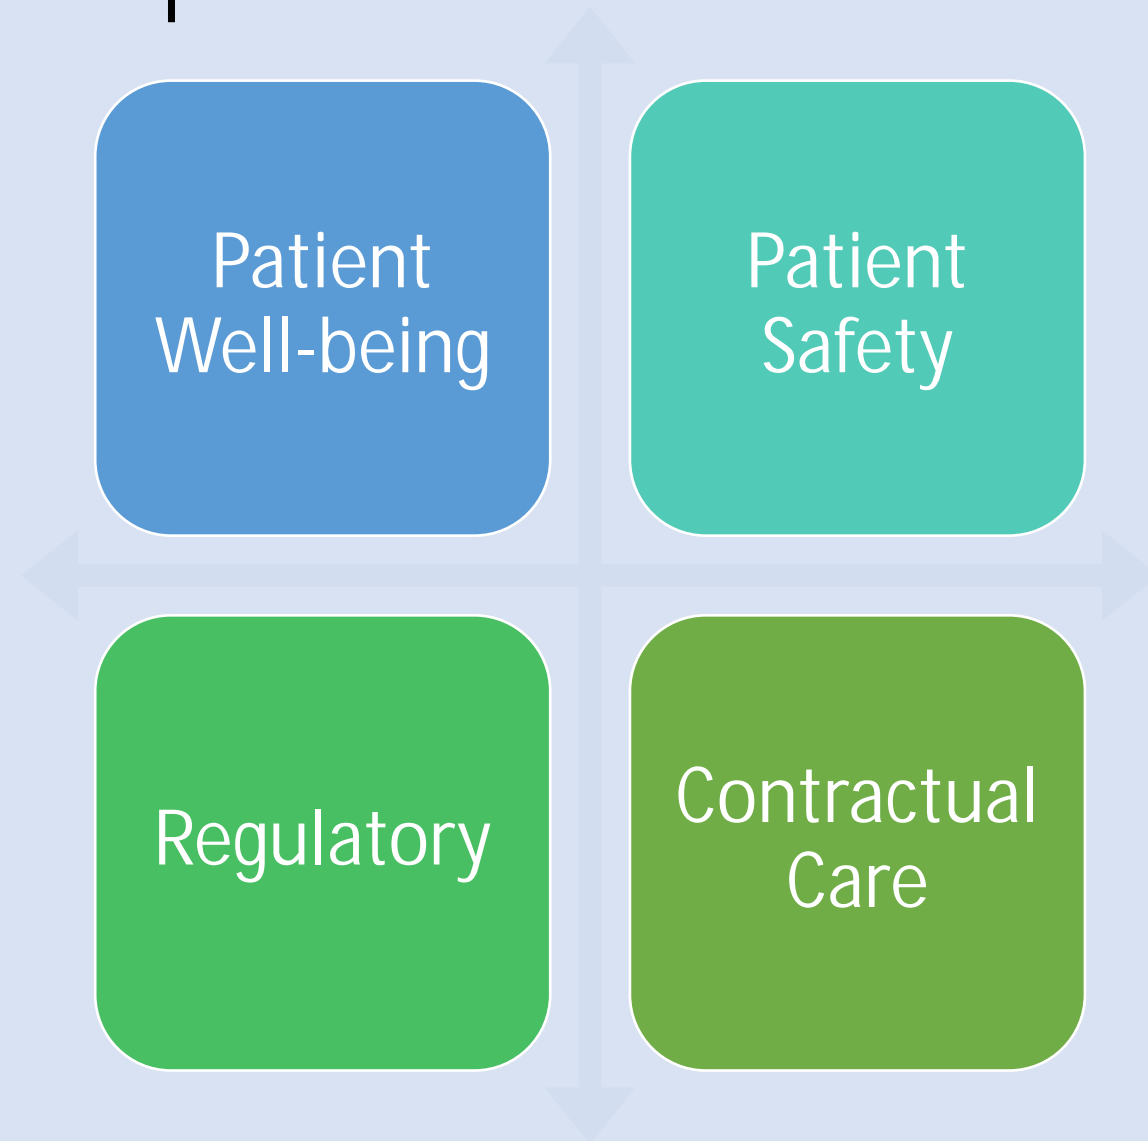 Patient
Well-being
Patient
Safety
Regulatory
Contractual
Care